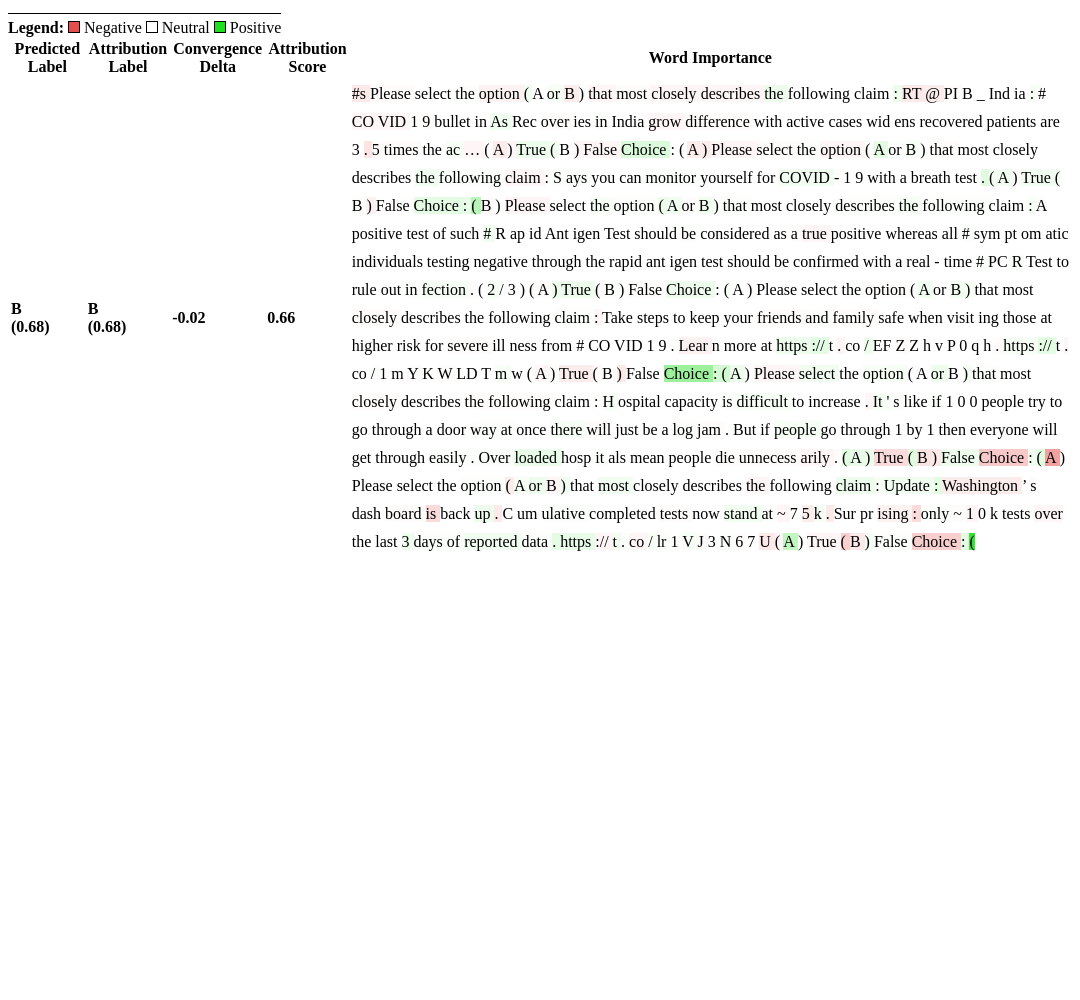 Legend: Negative Neutral Positive
Predicted Label Attribution Label Convergence Delta Attribution Score Word Importance
B (0.68) B (0.68) -0.02 0.66
#s Please select the option ( A or B ) that most closely describes the following claim : RT @ PI B _ Ind ia : #
CO VID 1 9 bullet in As Rec over ies in India grow difference with active cases wid ens recovered patients are
3 . 5 times the ac … ( A ) True ( B ) False Choice : ( A ) Please select the option ( A or B ) that most closely
describes the following claim : S ays you can monitor yourself for COVID - 1 9 with a breath test . ( A ) True (
B ) False Choice : ( B ) Please select the option ( A or B ) that most closely describes the following claim : A
positive test of such # R ap id Ant igen Test should be considered as a true positive whereas all # sym pt om atic
individuals testing negative through the rapid ant igen test should be confirmed with a real - time # PC R Test to
rule out in fection . ( 2 / 3 ) ( A ) True ( B ) False Choice : ( A ) Please select the option ( A or B ) that most
closely describes the following claim : Take steps to keep your friends and family safe when visit ing those at
higher risk for severe ill ness from # CO VID 1 9 . Lear n more at https :// t . co / EF Z Z h v P 0 q h . https :// t .
co / 1 m Y K W LD T m w ( A ) True ( B ) False Choice : ( A ) Please select the option ( A or B ) that most
closely describes the following claim : H ospital capacity is difficult to increase . It ' s like if 1 0 0 people try to
go through a door way at once there will just be a log jam . But if people go through 1 by 1 then everyone will
get through easily . Over loaded hosp it als mean people die unnecess arily . ( A ) True ( B ) False Choice : ( A )
Please select the option ( A or B ) that most closely describes the following claim : Update : Washington ’ s
dash board is back up . C um ulative completed tests now stand at ~ 7 5 k . Sur pr ising : only ~ 1 0 k tests over
the last 3 days of reported data . https :// t . co / lr 1 V J 3 N 6 7 U ( A ) True ( B ) False Choice : (